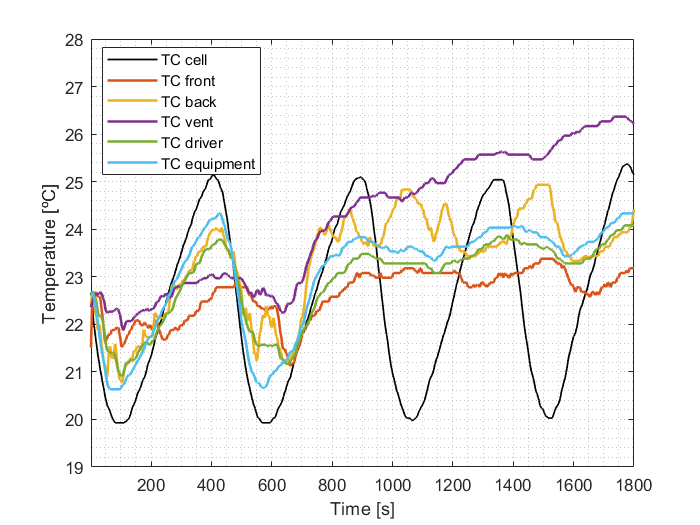 28
27
26
25
24
23
22
21
20
19
Temperature [ºC]
TC cell
TC front
TC back
TC vent
TC driver
TC equipment
200 400 600 800 1000 1200 1400 1600 1800
Time [s]